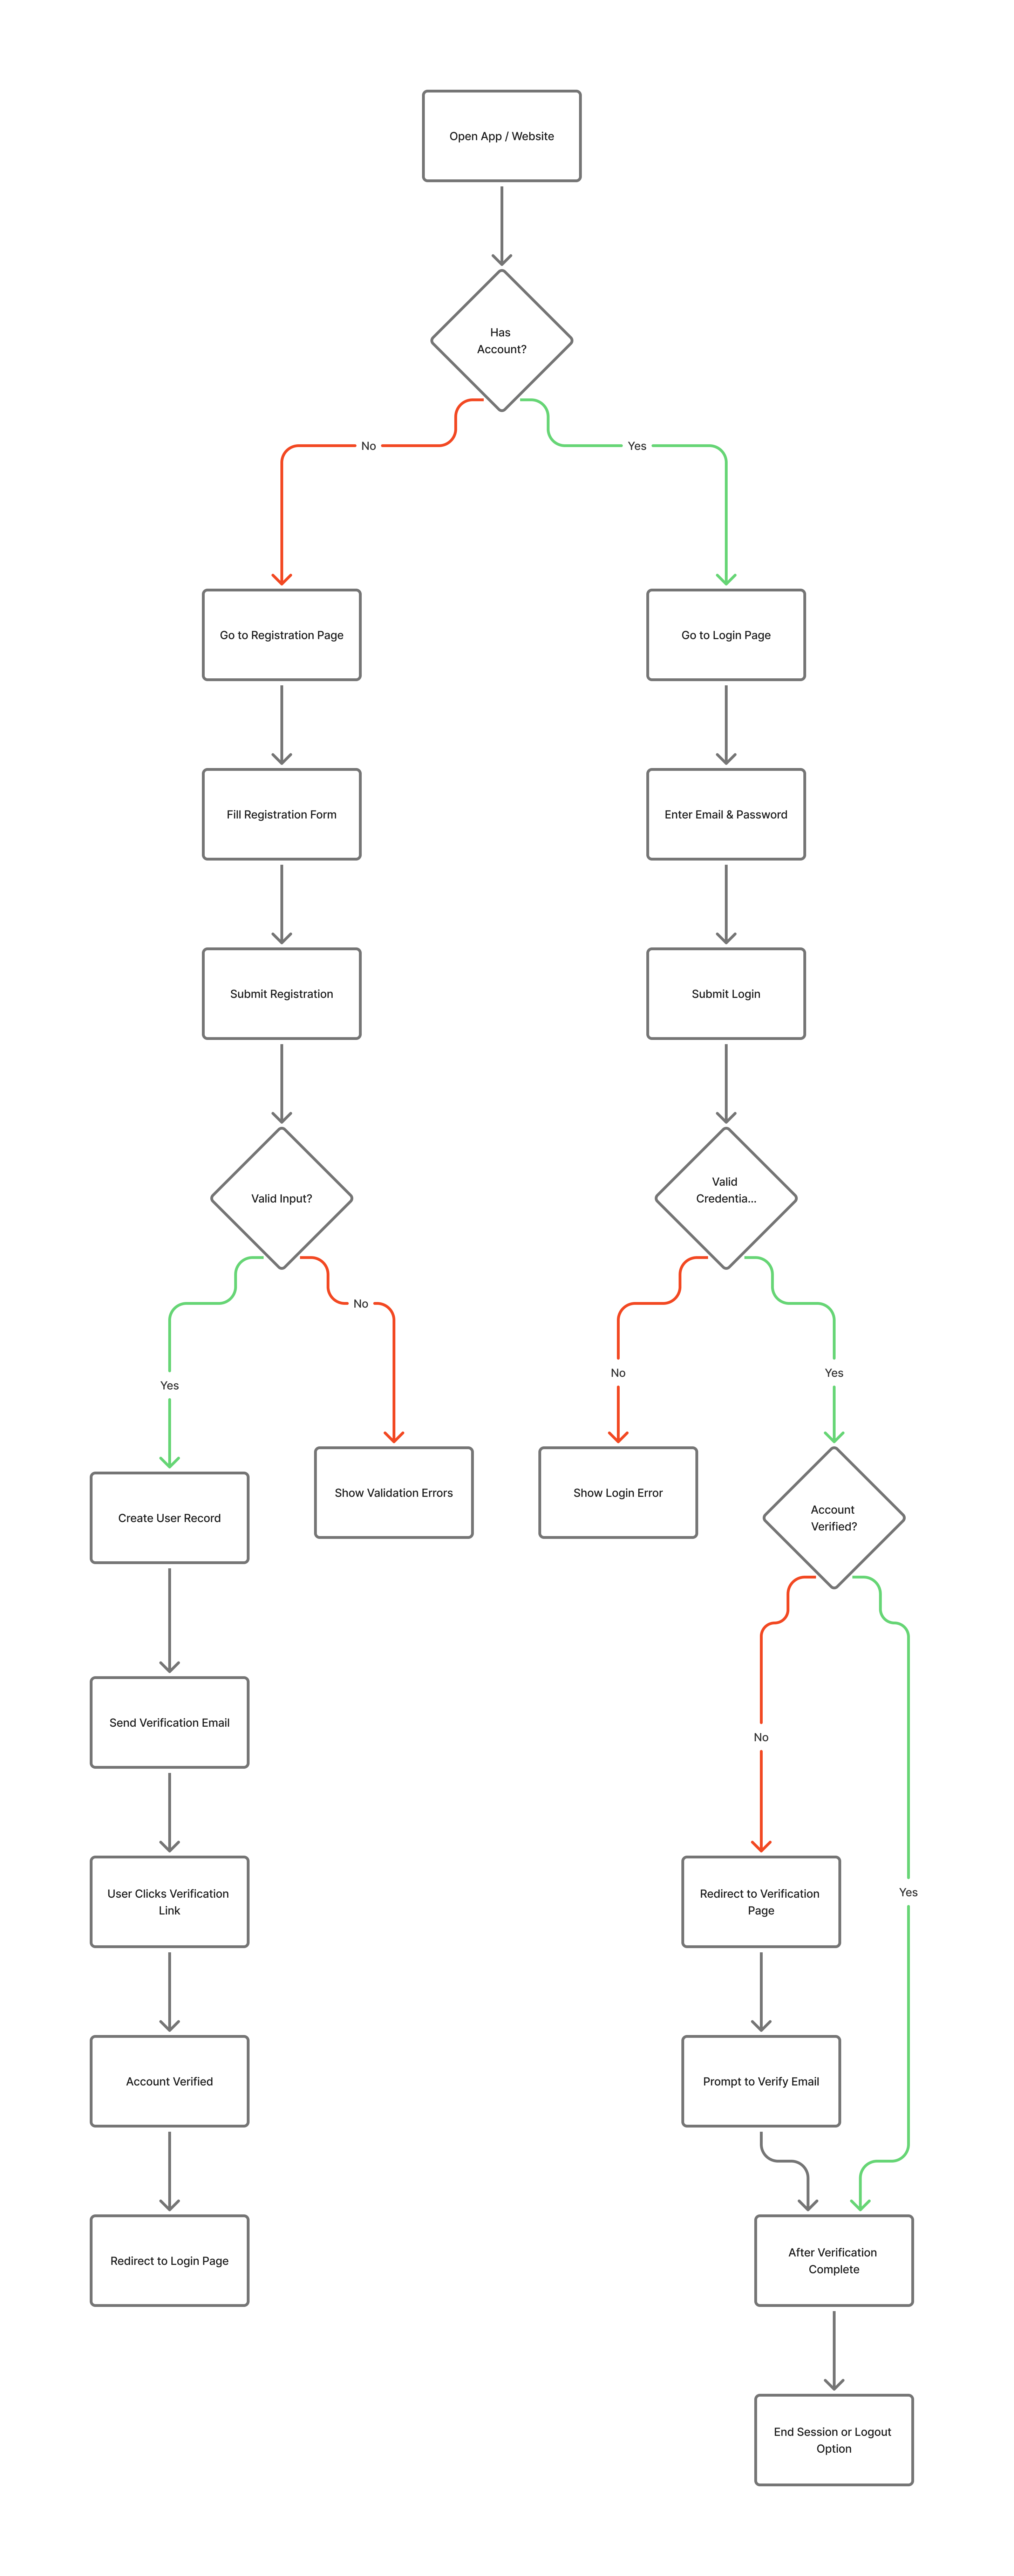 Open App / Website
Has
Account?
No
Yes
Go to Registration Page
Go to Login Page
Fill Registration Form
Enter Email & Password
Submit Registration
Submit Login
Valid Input?
Valid
Credentia...
No
Yes
No
Yes
Show Validation Errors
Show Login Error
Create User Record
Account
Verified?
Send Verification Email
No
User Clicks Verification
Link
Redirect to Verification
Page
Yes
Account Verified
Prompt to Verify Email
Redirect to Login Page
After Verification
Complete
End Session or Logout
Option